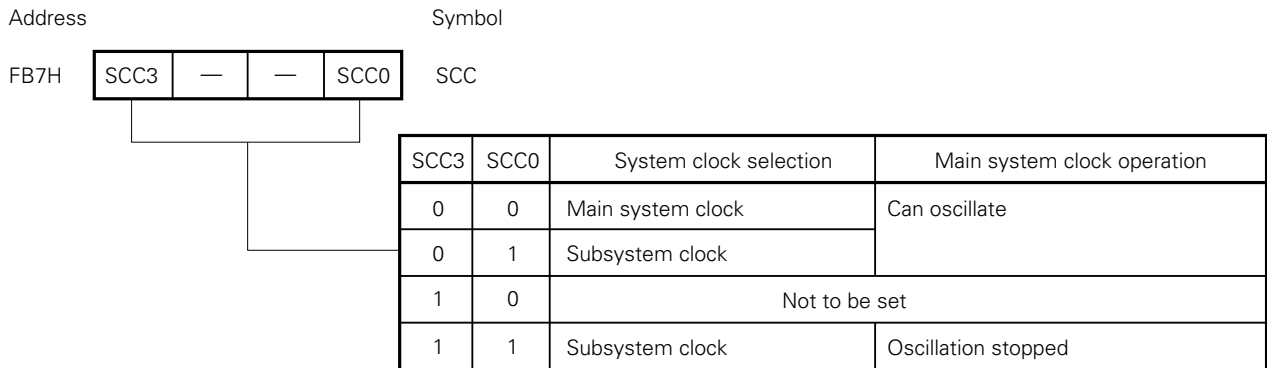 Address Symbol
FB7H SCC3 — — SCC0 SCC
SCC3 SCC0 System clock selection Main system clock operation
0 0 Main system clock Can oscillate
0 1 Subsystem clock
1 0 Not to be set
1 1 Subsystem clock Oscillation stopped